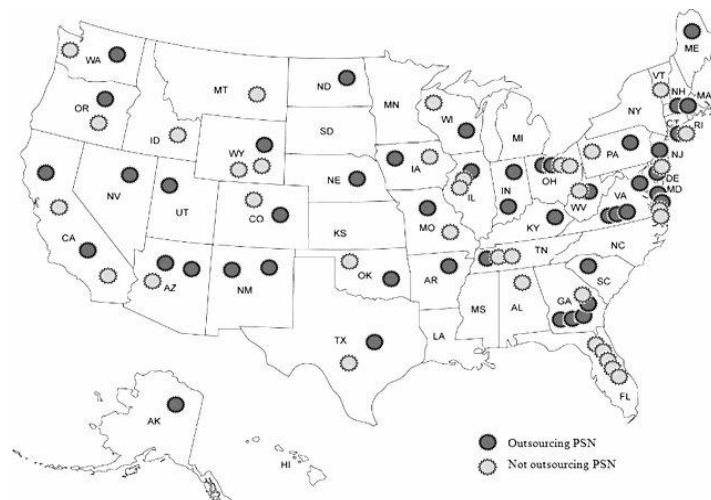 ME
WA
MT
ND
VT
NH
MA
OR
MN
WI
NY
ID
SD
MI
CT
RI
WY
IA
PA
NJ
NE
OH
NV
IL
IN
DE
UT
MD
CO
WV
VA
CA
KS
MO
KY
TN
NC
OK
AR
SC
AZ
NM
MS
AL
GA
TX
LA
FL
AK
HI
Outsourcing PSN
Not outsourcing PSN